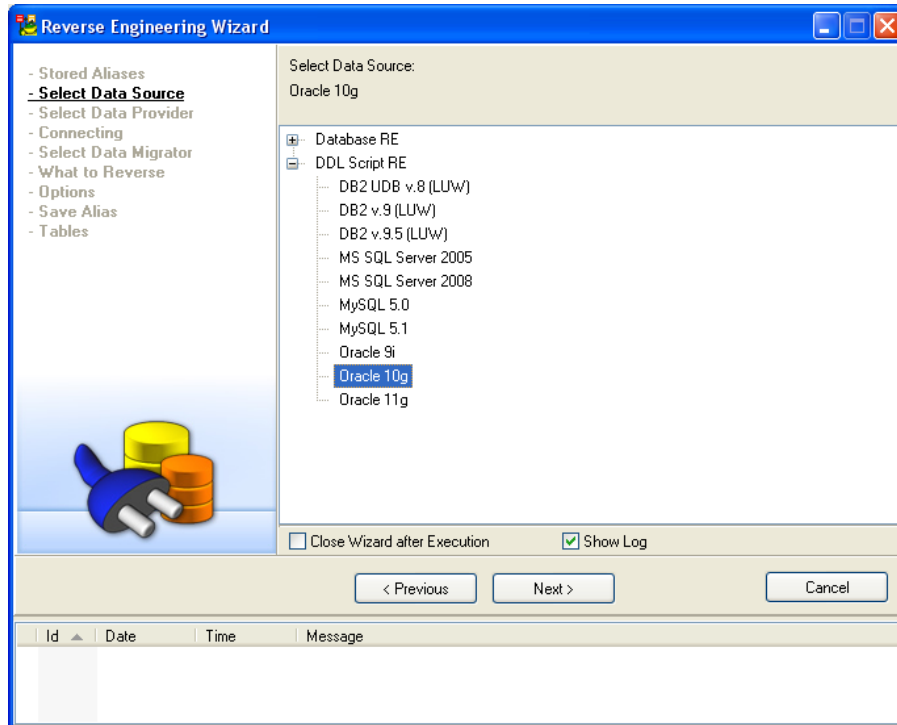 Reverse Engineering Wizard
- Stored Aliases
- Select Data Source
- Select Data Provider
- Connecting
- Select Data Migrator
- What to Reverse
- Options
- Save Alias
- Tables
Select Data Source:
Oracle 10g
Database RE
DDL Script RE
DB2 UDB v.8 (LUW)
DB2 v.9 (LUW)
DB2 v.9.5 (LUW)
MS SQL Server 2005
MS SQL Server 2008
MySQL 5.0
MySQL 5.1
Oracle 9i
Oracle 10g
Oracle 11g
Close Wizard after Execution Show Log
< Previous Next > Cancel
Id Date Time Message